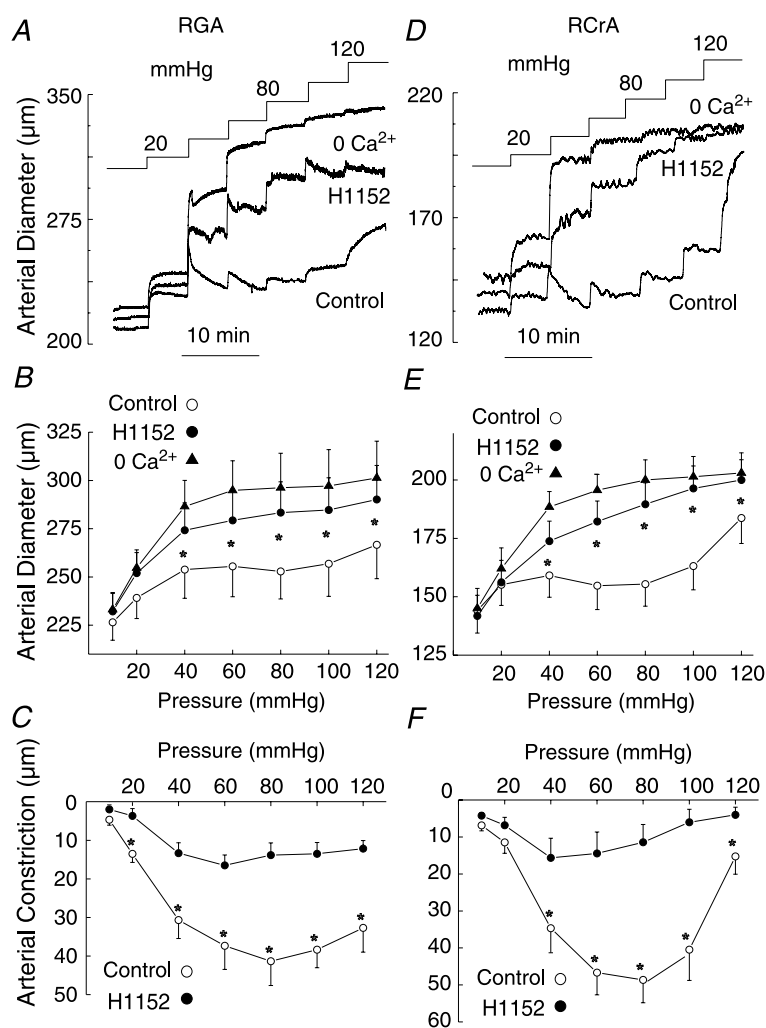 A
RGA
mmHg
20
80
120
Arterial Diameter (µm)
350
275
200
0 Ca²⁺
H1152
Control
10 min
D
RCrA
mmHg
20
80
120
220
170
120
0 Ca²⁺
H1152
Control
10 min
B
Control ○
H1152 ●
0 Ca²⁺ ▲
Arterial Diameter (µm)
325
300
275
250
225
* * * * *
20 40 60 80 100 120
Pressure (mmHg)
E
Control ○
H1152 ●
0 Ca²⁺ ▲
200
175
150
125
* * * * *
20 40 60 80 100 120
Pressure (mmHg)
C
Pressure (mmHg)
20 40 60 80 100 120
Arterial Constriction (µm)
0
10
20
30
40
50
* * * * * *
Control ○
H1152 ●
F
Pressure (mmHg)
20 40 60 80 100 120
0
10
20
30
40
50
60
* * * * *
Control ○
H1152 ●